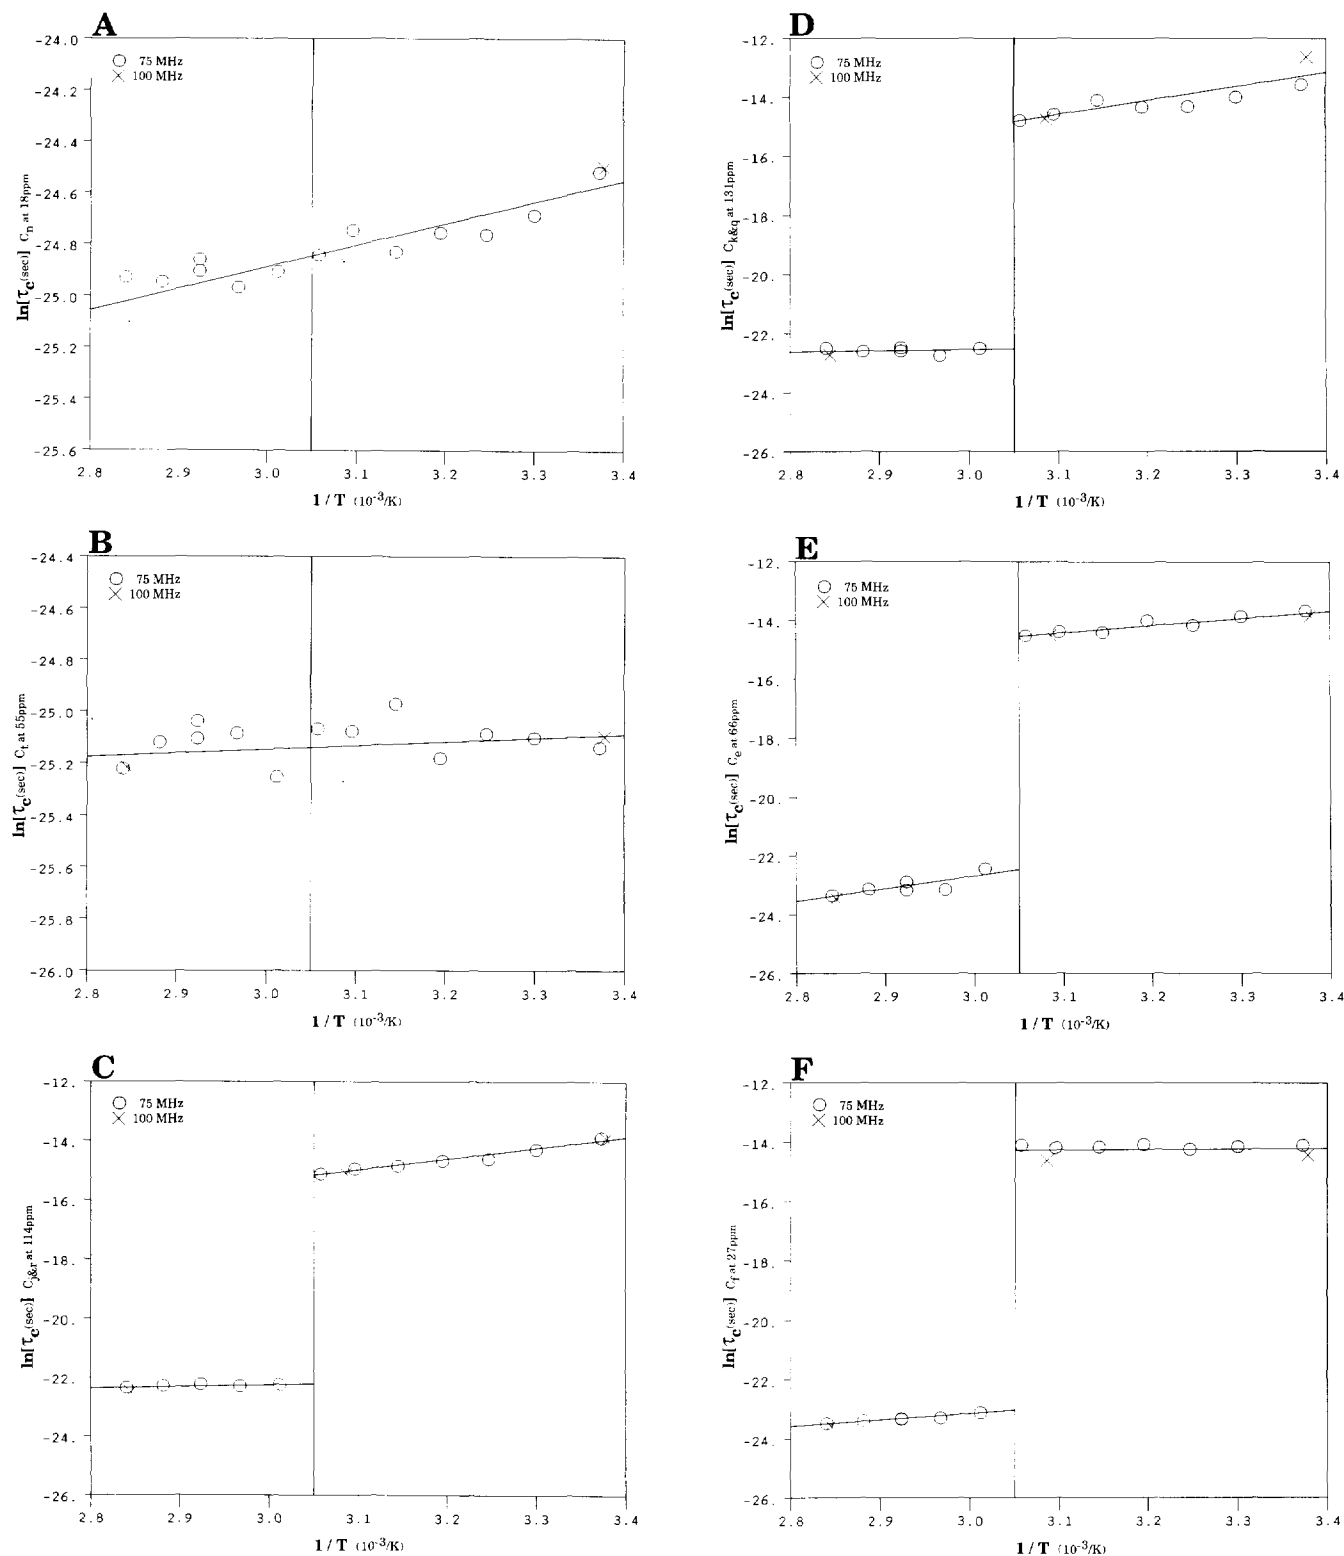 A
-24.0
-24.2
-24.4
-24.6
-24.8
-25.0
-25.2
-25.4
-25.6
75 MHz
100 MHz
ln[τc(sec)] Cn at 18ppm
2.8 2.9 3.0 3.1 3.2 3.3 3.4
1 / T (10-3/K)
B
-24.4
-24.6
-24.8
-25.0
-25.2
-25.4
-25.6
-25.8
-26.0
75 MHz
100 MHz
ln[τc(sec)] Ct at 55ppm
2.8 2.9 3.0 3.1 3.2 3.3 3.4
1 / T (10-3/K)
C
-12.
-14.
-16.
-18.
-20.
-22.
-24.
-26.
75 MHz
100 MHz
ln[τc(sec)] Cj&r at 114ppm
2.8 2.9 3.0 3.1 3.2 3.3 3.4
1 / T (10-3/K)
D
-12.
-14.
-16.
-18.
-20.
-22.
-24.
-26.
75 MHz
100 MHz
ln[τc(sec)] Ck&q at 131ppm
2.8 2.9 3.0 3.1 3.2 3.3 3.4
1 / T (10-3/K)
E
-12.
-14.
-16.
-18.
-20.
-22.
-24.
-26.
75 MHz
100 MHz
ln[τc(sec)] Ce at 66ppm
2.8 2.9 3.0 3.1 3.2 3.3 3.4
1 / T (10-3/K)
F
-12.
-14.
-16.
-18.
-20.
-22.
-24.
-26.
75 MHz
100 MHz
ln[τc(sec)] Cf at 27ppm
2.8 2.9 3.0 3.1 3.2 3.3 3.4
1 / T (10-3/K)